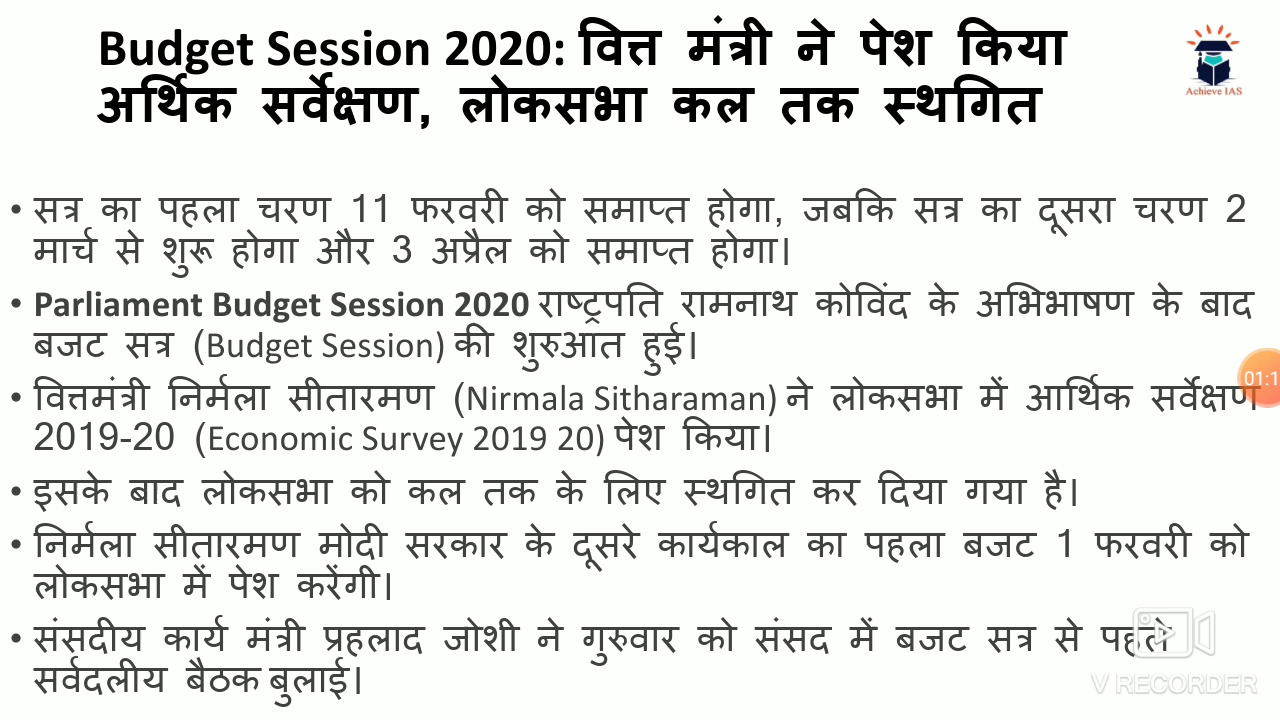 Budget Session 2020: वित्त मंत्री ने पेश किया
अर्थिक सर्वेक्षण, लोकसभा कल तक स्थगित
Achieve IAS
• सत्र का पहला चरण 11 फरवरी को समाप्त होगा, जबकि सत्र का दूसरा चरण 2
मार्च से शुरू होगा और 3 अप्रैल को समाप्त होगा।
• Parliament Budget Session 2020 राष्ट्रपति रामनाथ कोविंद के अभिभाषण के बाद
बजट सत्र (Budget Session) की शुरुआत हुई।
• वित्तमंत्री निर्मला सीतारमण (Nirmala Sitharaman) ने लोकसभा में आर्थिक सर्वेक्षण
01:1
2019-20 (Economic Survey 2019 20) पेश किया।
• इसके बाद लोकसभा को कल तक के लिए स्थगित कर दिया गया है।
• निर्मला सीतारमण मोदी सरकार के दूसरे कार्यकाल का पहला बजट 1 फरवरी को
लोकसभा में पेश करेंगी।
• संसदीय कार्य मंत्री प्रहलाद जोशी ने गुरुवार को संसद में बजट सत्र से पहले
सर्वदलीय बैठक बुलाई।
V RECORDER